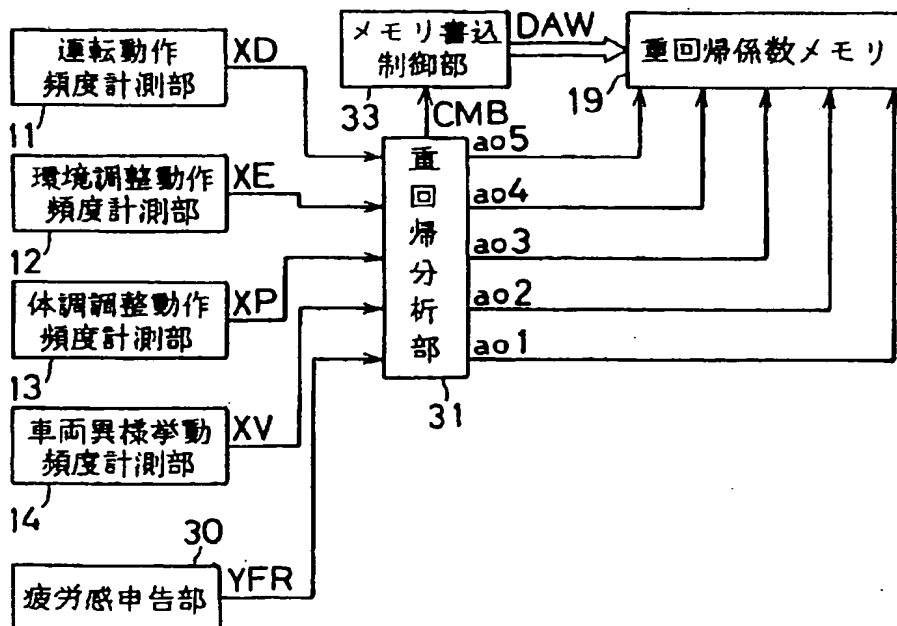 運転動作
頻度計測部
XD
11
環境調整動作
頻度計測部
XE
12
体調調整動作
頻度計測部
XP
13
車両異様挙動
頻度計測部
XV
14
30
疲労感申告部
YFR
メモリ書込
制御部
33
DAW
CMB
重回帰分析部
31
重回帰係数メモリ
19
ao5
ao4
ao3
ao2
ao1